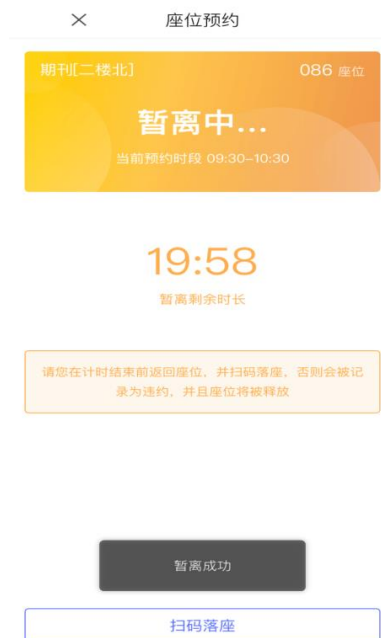 座位预约
期刊[二楼北] 086 座位
暂离中...
当前预约时段 09:30-10:30
19:58
暂离剩余时长
请您在计时结束前返回座位，并扫码落座，否则会被记
录为违约，并且座位将被释放
暂离成功
扫码落座